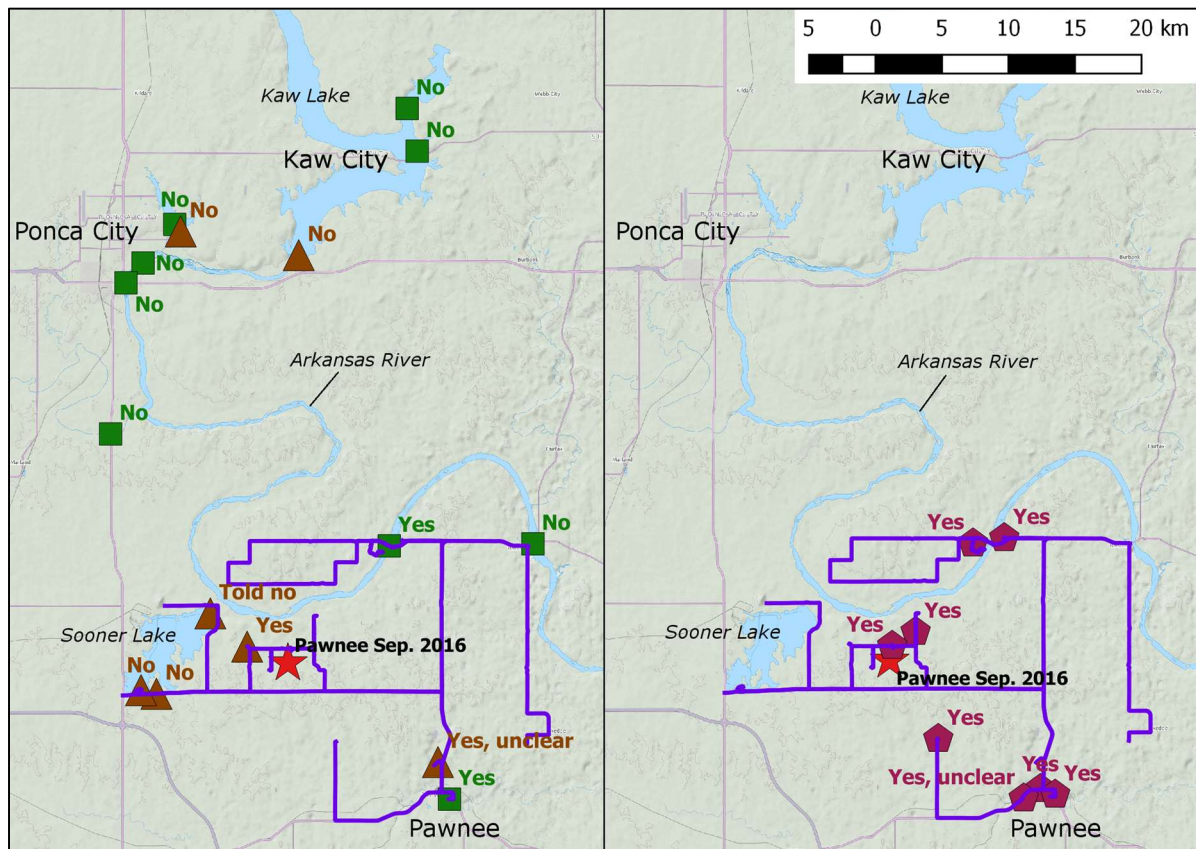 5 0 5 10 15 20 km
Kaw Lake
No
No
Kaw City
No
No
Ponca City
No
No
No
Burbank
No
Arkansas River
No
Yes
No
Told no
Sooner Lake
Yes
Pawnee Sep. 2016
No
No
Yes, unclear
Yes
Pawnee
Kaw Lake
Kaw City
Ponca City
Burbank
Arkansas River
Yes
Yes
Sooner Lake
Yes
Yes
Pawnee Sep. 2016
Yes
Yes, unclear
Yes
Yes
Pawnee